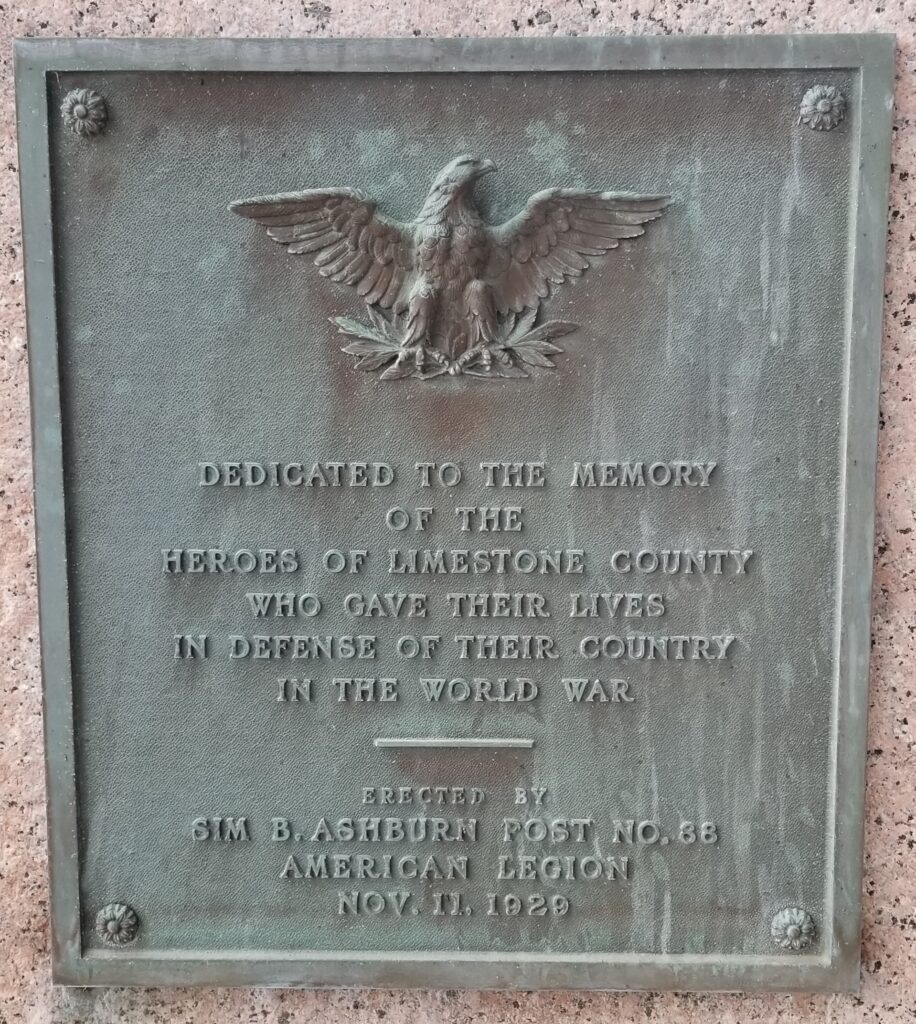 DEDICATED TO THE MEMORY
OF THE
HEROES OF LIMESTONE COUNTY
WHO GAVE THEIR LIVES
IN DEFENSE OF THEIR COUNTRY
IN THE WORLD WAR
ERECTED BY
SIM B. ASHBURN POST NO. 88
AMERICAN LEGION
NOV. 11. 1929